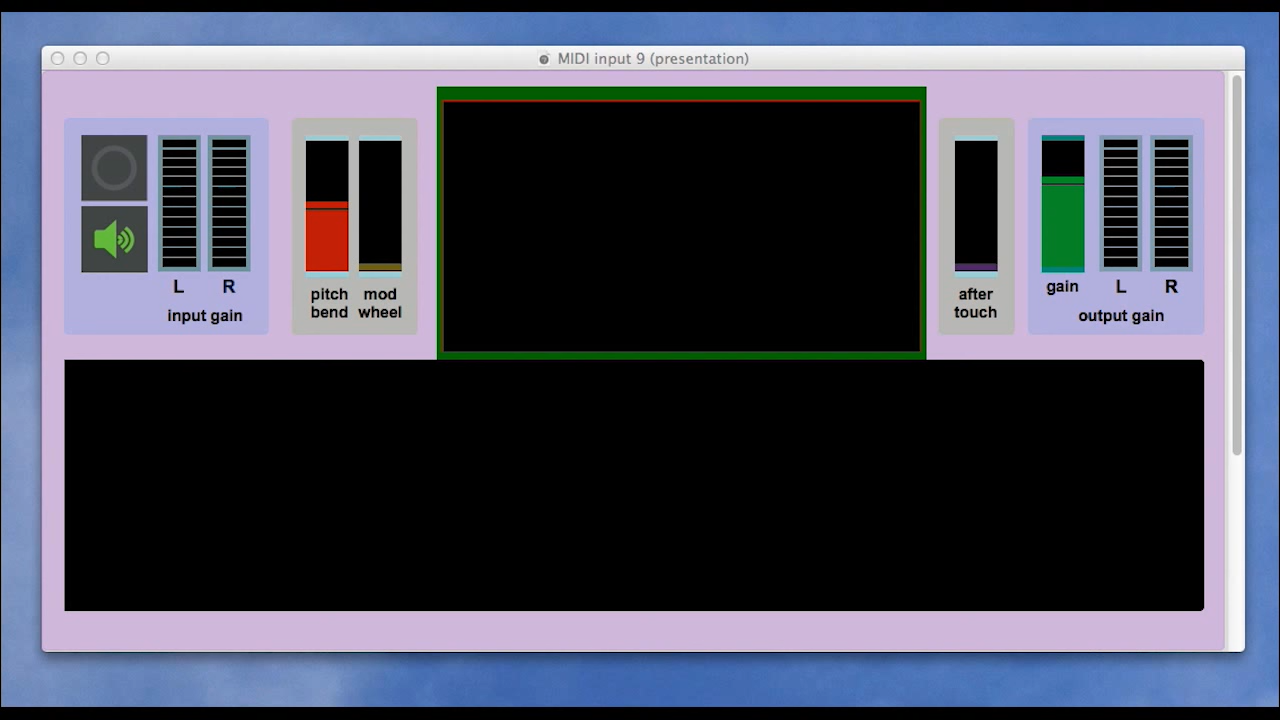 MIDI input 9 (presentation)
L R
input gain
pitch bend
mod wheel
after touch
gain L R
output gain